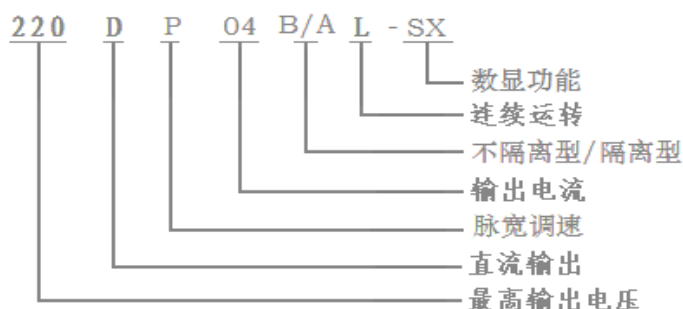 220 D P 04 B/A L - SX
数显功能
连续运转
不隔离型/隔离型
输出电流
脉宽调速
直流输出
最高输出电压